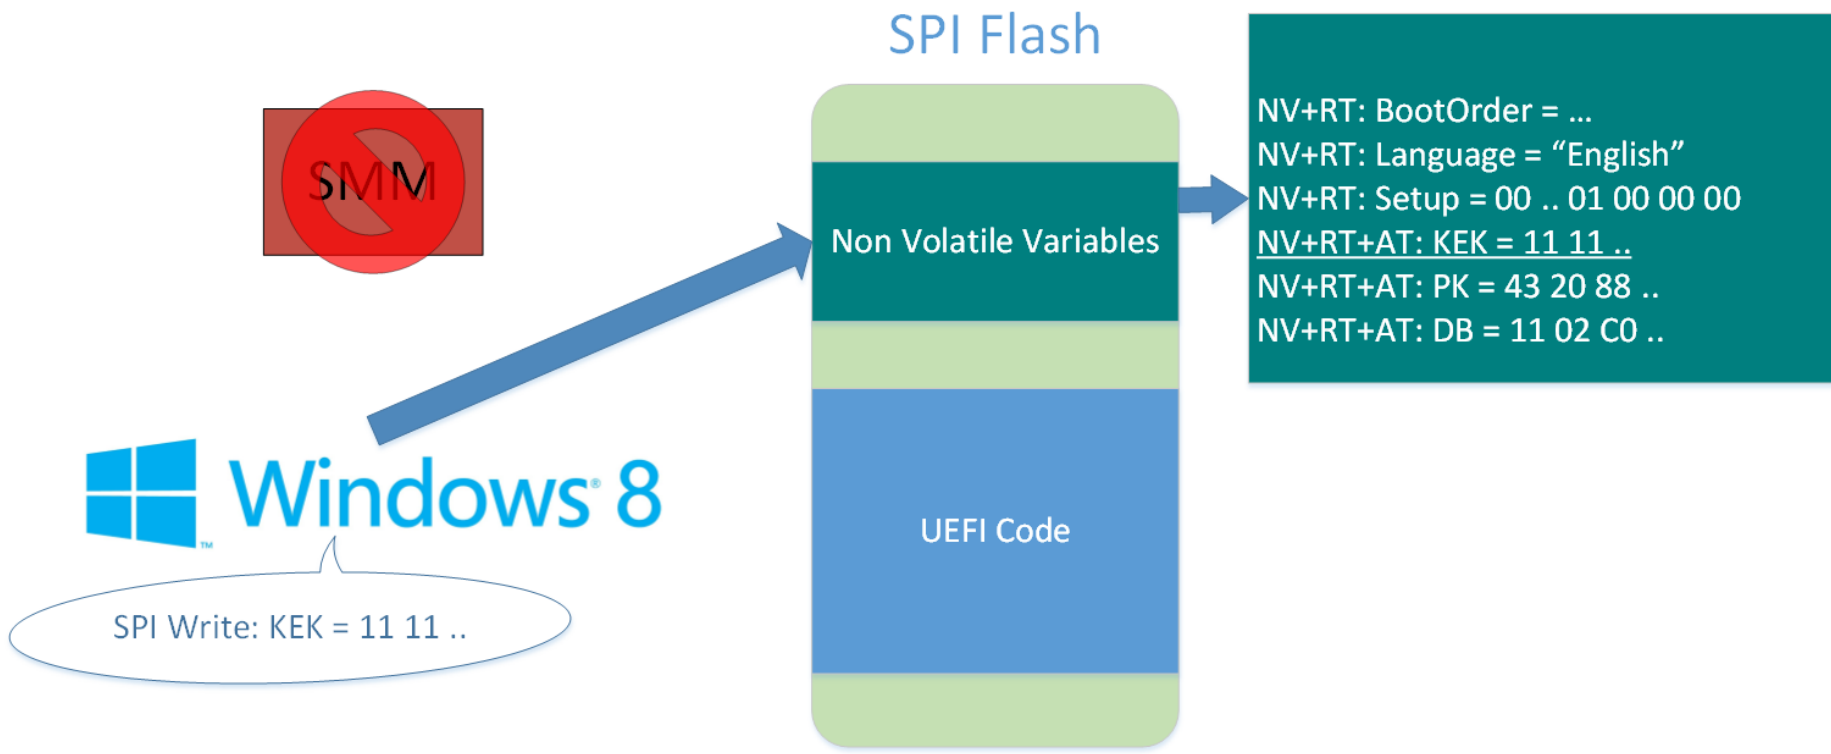 SPI Flash
SMM
NV+RT: BootOrder = ...
NV+RT: Language = “English”
NV+RT: Setup = 00 .. 01 00 00 00
NV+RT+AT: KEK = 11 11 ..
NV+RT+AT: PK = 43 20 88 ..
NV+RT+AT: DB = 11 02 C0 ..
Non Volatile Variables
Windows® 8
™
UEFI Code
SPI Write: KEK = 11 11 ..